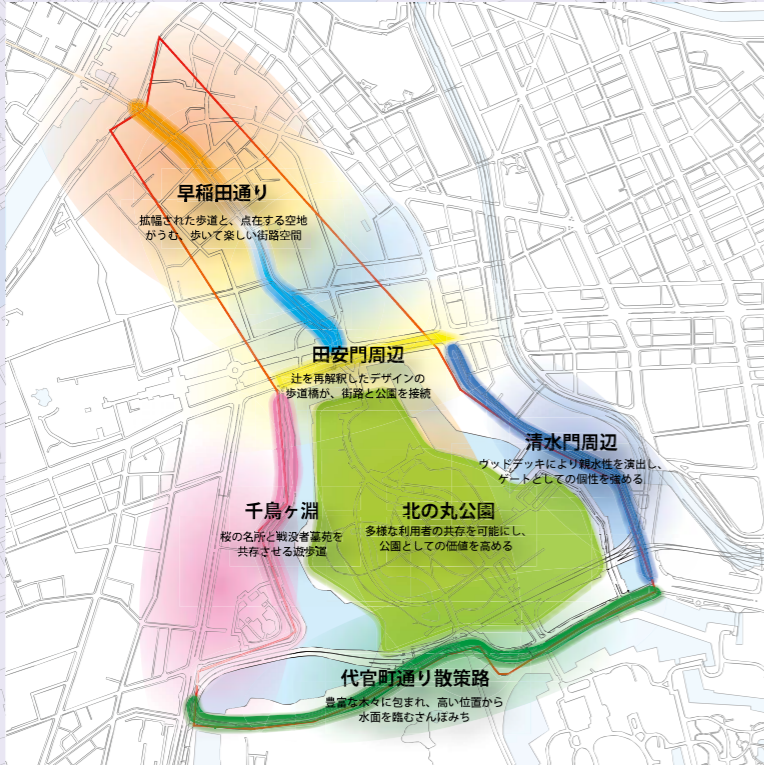 早稲田通り
拡幅された歩道と、点在する空地
がうむ、歩いて楽しい街路空間
田安門周辺
辻を再解釈したデザインの
歩道橋が、街路と公園を接続
清水門周辺
ウッドデッキにより親水性を演出し、
ゲートとしての個性を強める
千鳥ヶ淵
桜の名所と戦没者墓苑を
共存させる遊歩道
北の丸公園
多様な利用者の共存を可能にし、
公園としての価値を高める
代官町通り散策路
豊富な木々に包まれ、高い位置から
水面を臨むさんぽみち